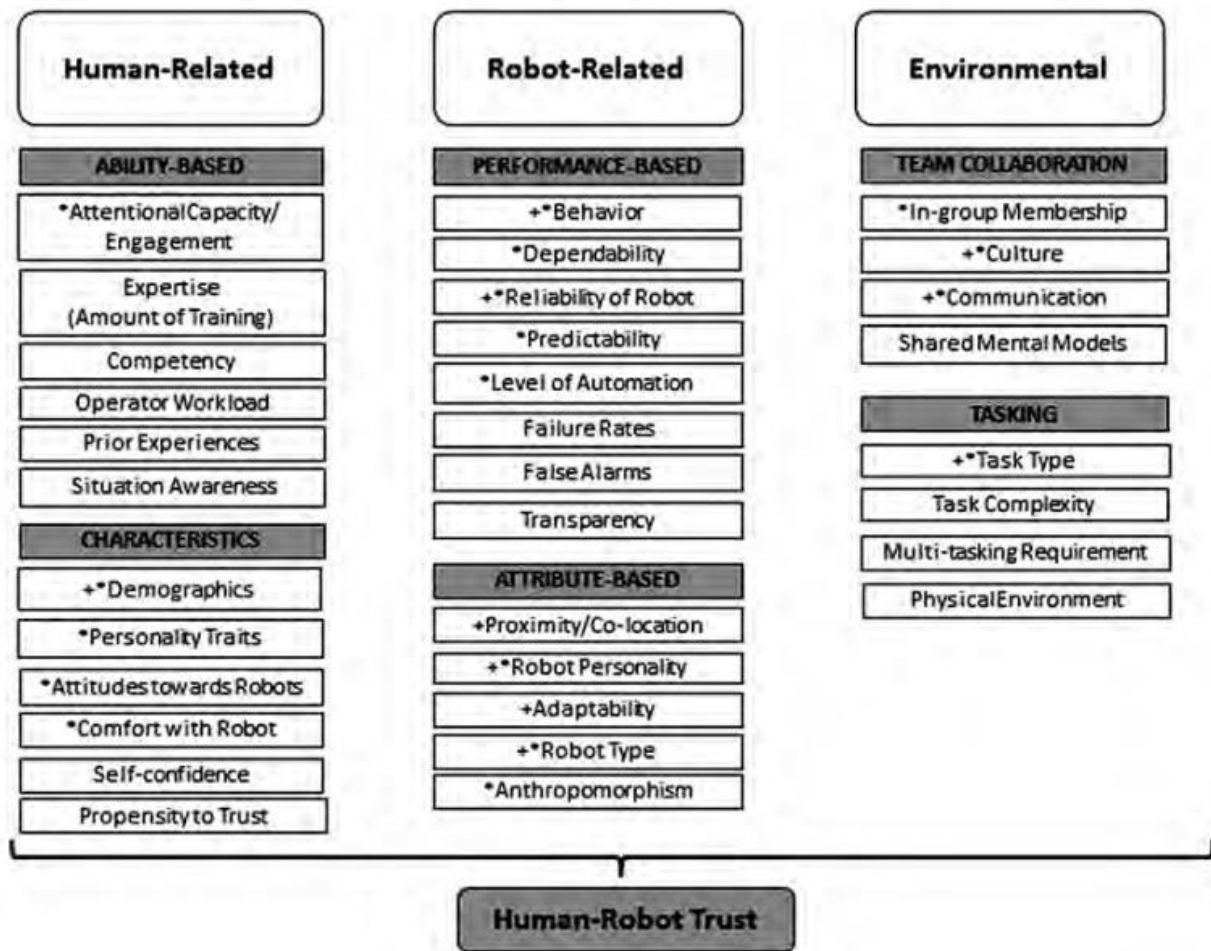 Human-Related
ABILITY-BASED
*Attentional Capacity/
Engagement
Expertise
(Amount of Training)
Competency
Operator Workload
Prior Experiences
Situation Awareness
CHARACTERISTICS
+*Demographics
*Personality Traits
*Attitudes towards Robots
*Comfort with Robot
Self-confidence
Propensity to Trust
Robot-Related
PERFORMANCE-BASED
+*Behavior
*Dependability
+*Reliability of Robot
*Predictability
*Level of Automation
Failure Rates
False Alarms
Transparency
ATTRIBUTE-BASED
+Proximity/Co-location
+*Robot Personality
+Adaptability
+*Robot Type
*Anthropomorphism
Environmental
TEAM COLLABORATION
*In-group Membership
+*Culture
+*Communication
Shared Mental Models
TASKING
+*Task Type
Task Complexity
Multi-tasking Requirement
Physical Environment
Human-Robot Trust